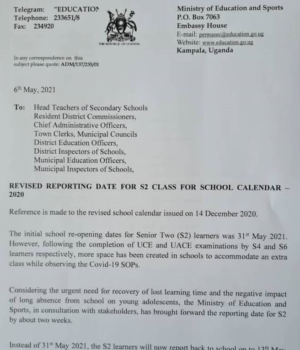 Telegram: "EDUCATION
Telephone: 233651/8
Fax: 234920
THE REPUBLIC OF UGANDA
Ministry of Education and Sports
P.O. Box 7063
Embassy House
E-mail: permasec@education.go.ug
Website: www.education.go.ug
Kampala, Uganda
In any correspondence on this
subject please quote: ADM/137/235/01
6th May, 2021
To: Head Teachers of Secondary Schools
Resident District Commissioners,
Chief Administrative Officers,
Town Clerks, Municipal Councils
District Education Officers,
District Inspectors of Schools,
Municipal Education Officers,
Municipal Inspectors of Schools,
REVISED REPORTING DATE FOR S2 CLASS FOR SCHOOL CALENDAR –
2020
Reference is made to the revised school calendar issued on 14 December 2020.
The initial school re-opening dates for Senior Two (S2) learners was 31st May 2021.
However, following the completion of UCE and UACE examinations by S4 and S6
learners respectively, more space has been created in schools to accommodate an extra
class while observing the Covid-19 SOPs.
Considering the urgent need for recovery of lost learning time and the negative impact
of long absence from school on young adolescents, the Ministry of Education and
Sports, in consultation with stakeholders, has brought forward the reporting date for S2
by about two weeks.
Instead of 31st May 2021, the S2 learners will now report back to school on to